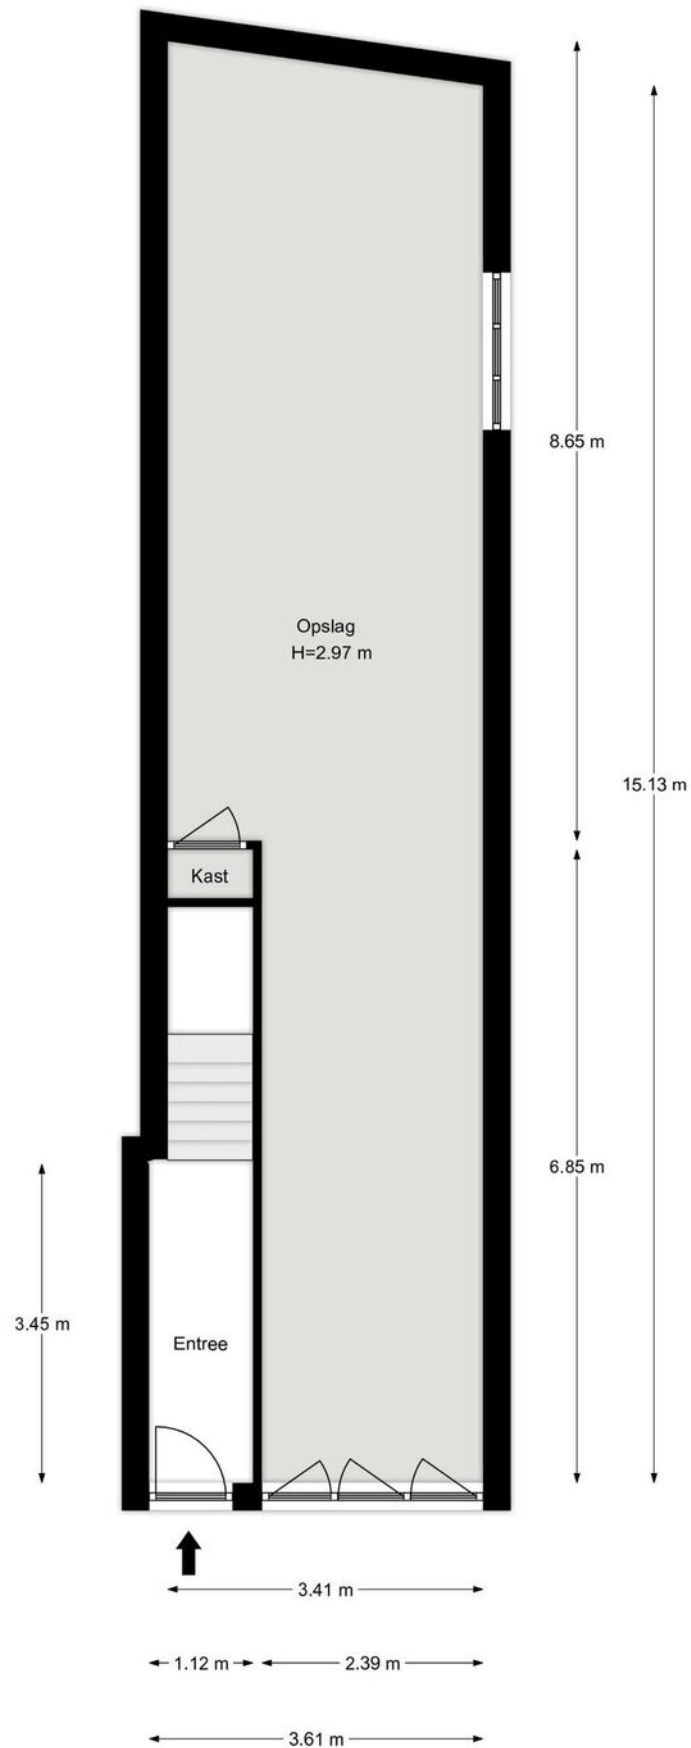 8.65 m
Opslag
H=2.97 m
15.13 m
Kast
6.85 m
3.45 m
Entree
3.41 m
1.12 m
2.39 m
3.61 m